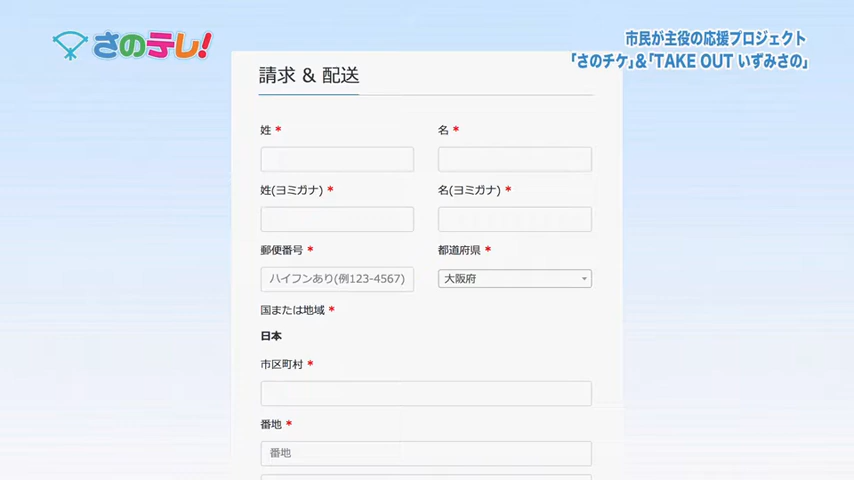 さのテレ!
市民が主役の応援プロジェクト
「さのチケ」&「TAKE OUT いずみさの」
請求 & 配送
姓 *
名 *
姓(ヨミガナ) *
名(ヨミガナ) *
郵便番号 *
都道府県 *
ハイフンあり(例123-4567)
大阪府
国または地域 *
日本
市区町村 *
番地 *
番地